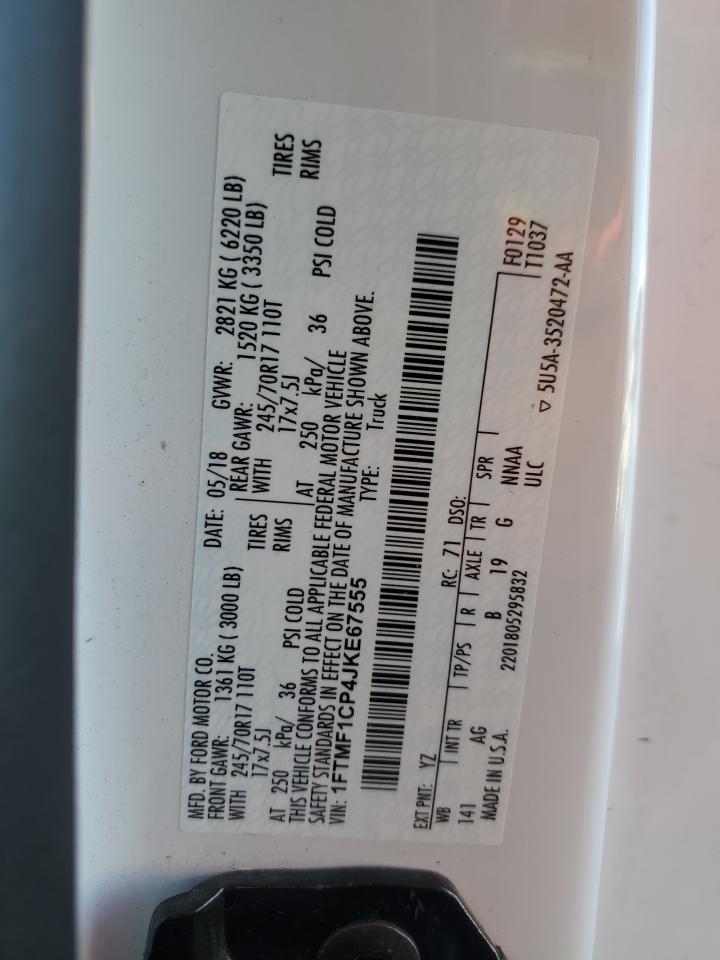 MFD. BY FORD MOTOR CO.
DATE: 05/18 GVWR: 2821 KG ( 6220 LB)
FRONT GAWR: 1361 KG ( 3000 LB) REAR GAWR: 1520 KG ( 3350 LB)
WITH 245/70R17 110T TIRES WITH 245/70R17 110T TIRES
17x7.5J RIMS 17x7.5J RIMS
AT 250 kPa/ 36 PSI COLD AT 250 kPa/ 36 PSI COLD
THIS VEHICLE CONFORMS TO ALL APPLICABLE FEDERAL MOTOR VEHICLE
SAFETY STANDARDS IN EFFECT ON THE DATE OF MANUFACTURE SHOWN ABOVE.
VIN: 1FTMF1CP4JKE67555 TYPE: Truck
EXT PNT: YZ RC: 71 DSO:
WB INT TR TP/PS R AXLE TR SPR
141 AG B 19 G NNAA F0129
MADE IN U.S.A. 2201805295832 ULC T1037
▽ 5U5A-3520472-AA